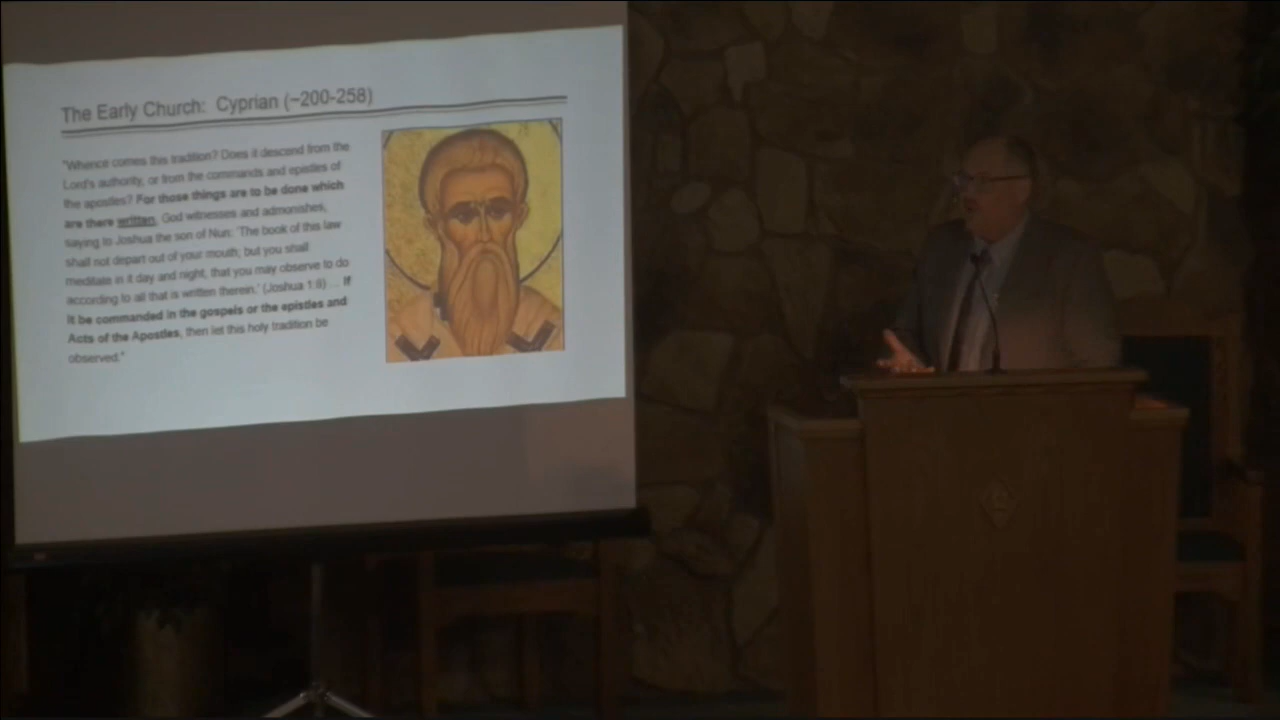 The Early Church: Cyprian (~200-258)
"Whence comes this tradition? Does it descend from the
Lord's authority, or from the commands and epistles of
the apostles? For those things are to be done which
are there written. God witnesses and admonishes,
saying to Joshua the son of Nun: 'The book of this law
shall not depart out of your mouth; but you shall
meditate in it day and night, that you may observe to do
according to all that is written therein.' (Joshua 1:8) ... If
it be commanded in the gospels or the epistles and
Acts of the Apostles, then let this holy tradition be
observed."